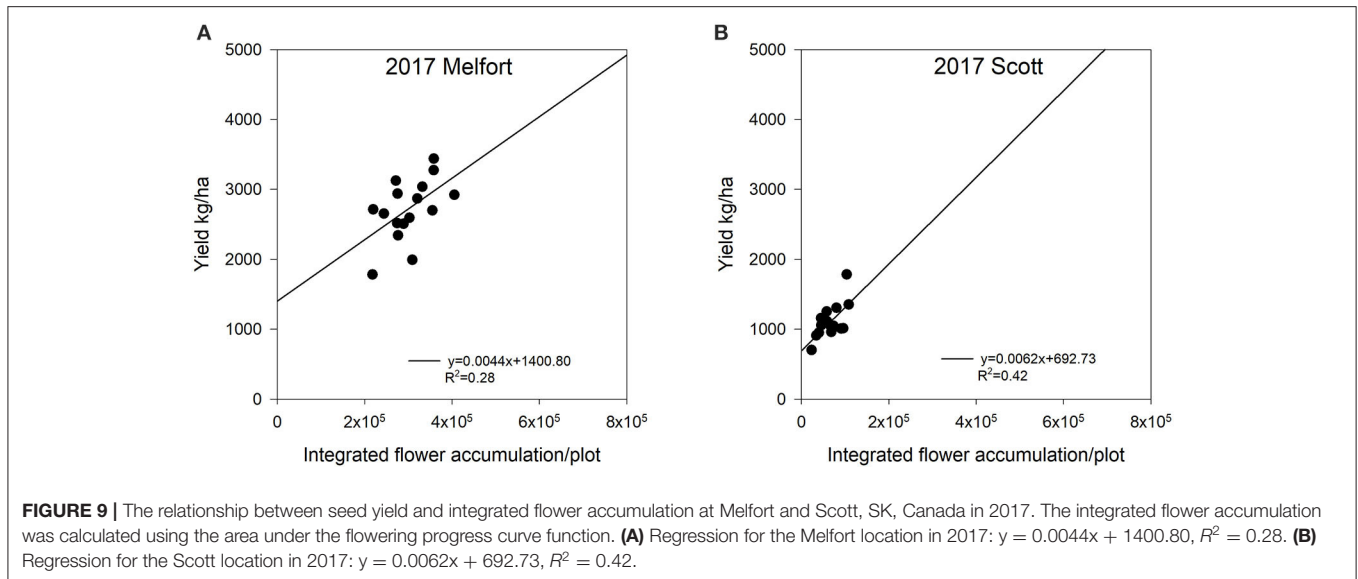 A
2017 Melfort
5000
4000
3000
2000
1000
0
Yield kg/ha
y=0.0044x+1400.80
R²=0.28
0 2x10⁵ 4x10⁵ 6x10⁵ 8x10⁵
Integrated flower accumulation/plot
B
2017 Scott
5000
4000
3000
2000
1000
0
Yield kg/ha
y=0.0062x+692.73
R²=0.42
0 2x10⁵ 4x10⁵ 6x10⁵ 8x10⁵
Integrated flower accumulation/plot
FIGURE 9 | The relationship between seed yield and integrated flower accumulation at Melfort and Scott, SK, Canada in 2017. The integrated flower accumulation
was calculated using the area under the flowering progress curve function. (A) Regression for the Melfort location in 2017: y = 0.0044x + 1400.80, R² = 0.28. (B)
Regression for the Scott location in 2017: y = 0.0062x + 692.73, R² = 0.42.